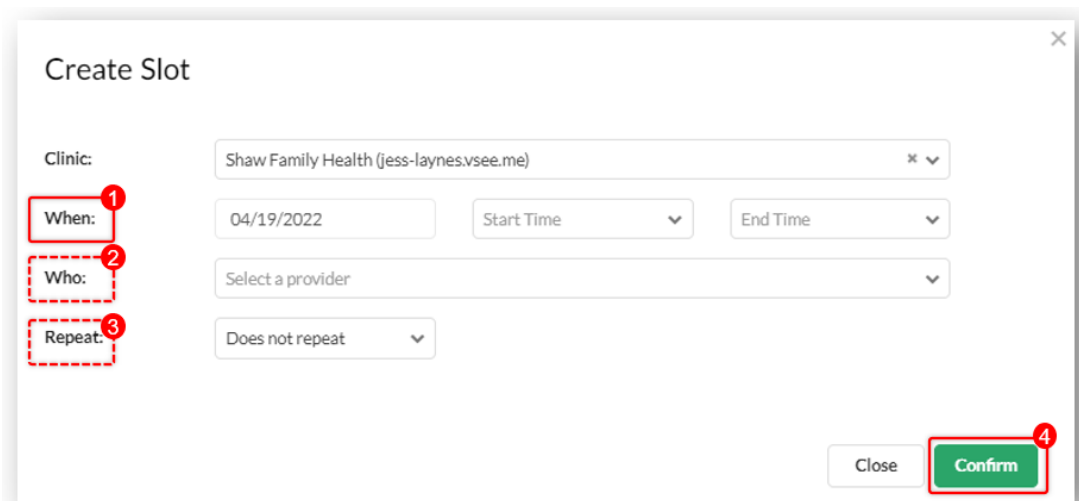 Create Slot
Clinic: Shaw Family Health (jess-laynes.vsee.me)
1
When: 04/19/2022 Start Time End Time
2
Who: Select a provider
3
Repeat: Does not repeat
4
Close Confirm